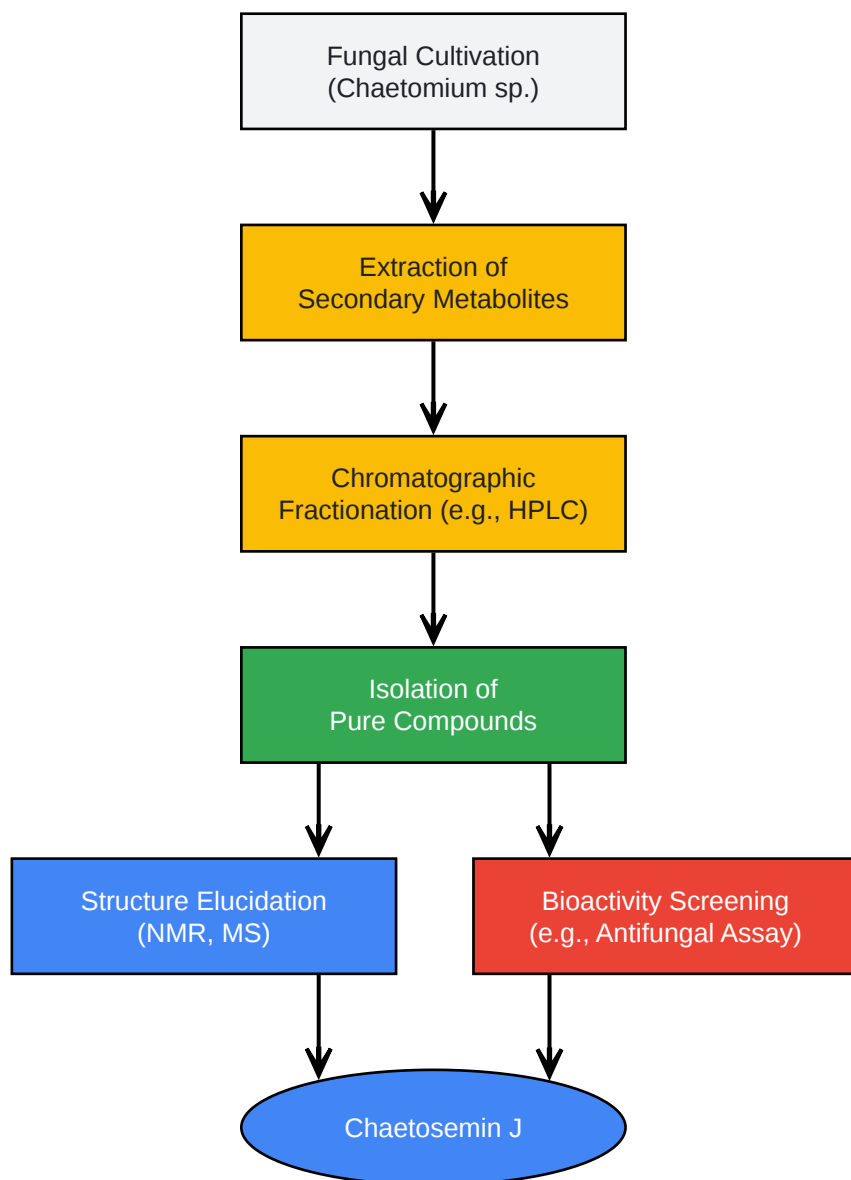 Fungal Cultivation
(Chaetomium sp.)
Extraction of
Secondary Metabolites
Chromatographic
Fractionation (e.g., HPLC)
Isolation of
Pure Compounds
Structure Elucidation
(NMR, MS)
Bioactivity Screening
(e.g., Antifungal Assay)
Chaetosemin J